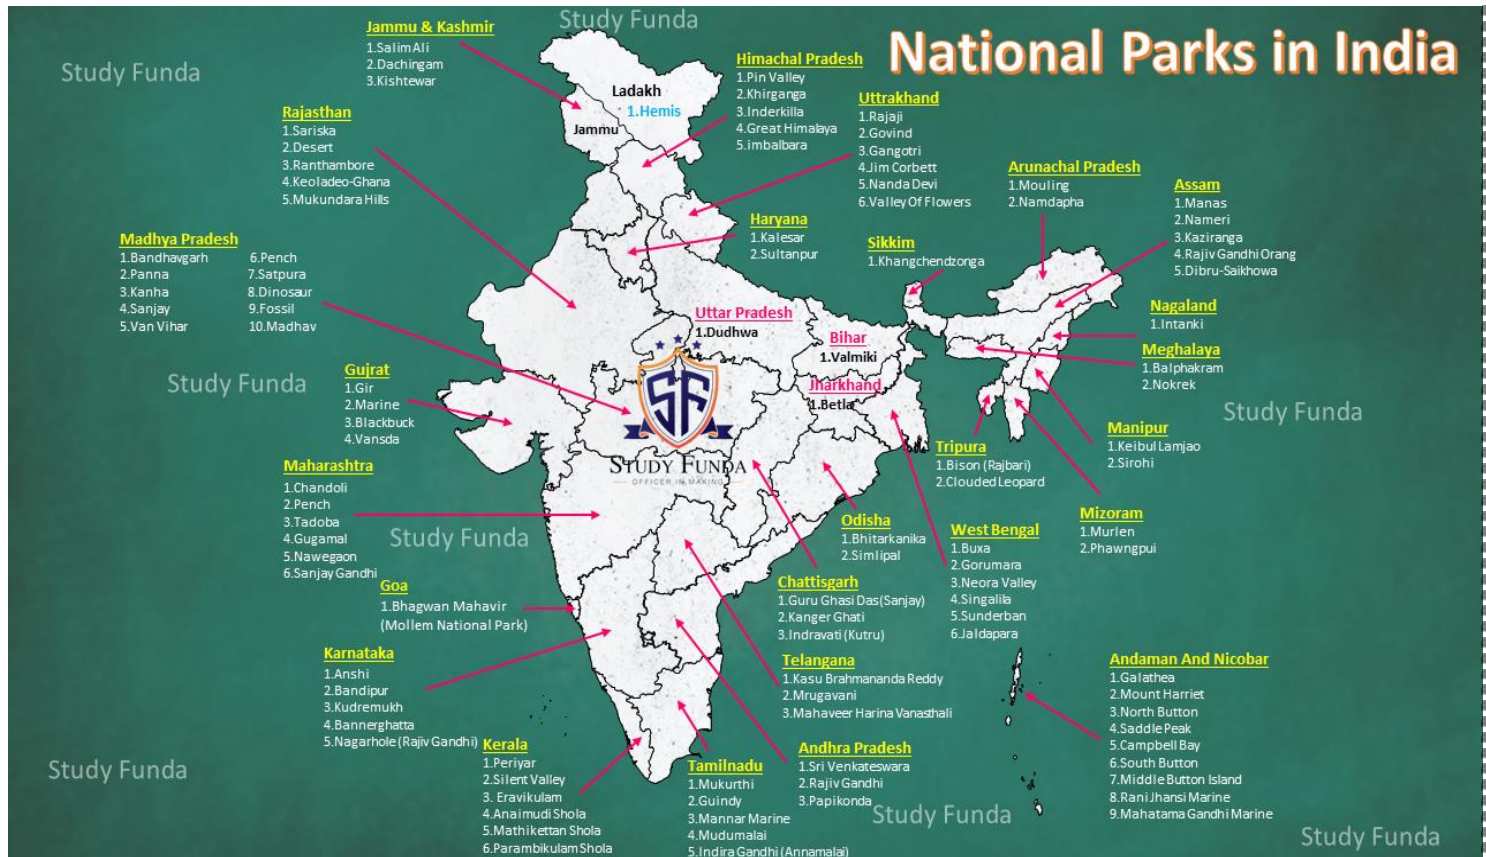 Study Funda
National Parks in India
Study Funda
Jammu & Kashmir
1.Salim Ali
2.Dachingam
3.Kishtewar
Ladakh
1.Hemis
Jammu
Himachal Pradesh
1.Pin Valley
2.Khirganga
3.Inderkilla
4.Great Himalaya
5.imbalbara
Uttrakhand
1.Rajaji
2.Govind
3.Gangotri
4.Jim Corbett
5.Nanda Devi
6.Valley Of Flowers
Rajasthan
1.Sariska
2.Desert
3.Ranthambore
4.Keoladeo-Ghana
5.Mukundara Hills
Haryana
1.Kalesar
2.Sultanpur
Arunachal Pradesh
1.Mouling
2.Namdapha
Assam
1.Manas
2.Nameri
3.Kaziranga
4.Rajiv Gandhi Orang
5.Dibru-Saikhowa
Sikkim
1.Khangchendzonga
Madhya Pradesh
1.Bandhavgarh
2.Panna
3.Kanha
4.Sanjay
5.Van Vihar
6.Pench
7.Satpura
8.Dinosaur
9.Fossil
10.Madhav
Uttar Pradesh
1.Dudhwa
Bihar
1.Valmiki
Jharkhand
1.Betla
Nagaland
1.Intanki
Meghalaya
1.Balphakram
2.Nokrek
Study Funda
Gujrat
1.Gir
2.Marine
3.Blackbuck
4.Vansda
SF
STUDY FUNDA
OFFICER IN MAKING
Study Funda
Manipur
1.Keibul Lamjao
2.Sirohi
Tripura
1.Bison (Rajbari)
2.Clouded Leopard
Mizoram
1.Murlen
2.Phawngpui
Maharashtra
1.Chandoli
2.Pench
3.Tadoba
4.Gugamal
5.Nawegaon
6.Sanjay Gandhi
Study Funda
Odisha
1.Bhitarkanika
2.Simlipal
West Bengal
1.Buxa
2.Gorumara
3.Neora Valley
4.Singalila
5.Sunderban
6.Jaldapara
Chattisgarh
1.Guru Ghasi Das(Sanjay)
2.Kanger Ghati
3.Indravati (Kutru)
Goa
1.Bhagwan Mahavir
(Mollem National Park)
Karnataka
1.Anshi
2.Bandipur
3.Kudremukh
4.Bannerghatta
5.Nagarhole (Rajiv Gandhi)
Telangana
1.Kasu Brahmananda Reddy
2.Mrugavani
3.Mahaveer Harina Vanasthali
Andaman And Nicobar
1.Galathea
2.Mount Harriet
3.North Button
4.Saddle Peak
5.Campbell Bay
6.South Button
7.Middle Button Island
8.Rani Jhansi Marine
9.Mahatama Gandhi Marine
Kerala
1.Periyar
2.Silent Valley
3. Eravikulam
4.Anaimudi Shola
5.Mathikettan Shola
6.Parambikulam Shola
Tamilnadu
1.Mukurthi
2.Guindy
3.Mannar Marine
4.Mudumalai
5.Indira Gandhi (Annamalai)
Andhra Pradesh
1.Sri Venkateswara
2.Rajiv Gandhi
3.Papikonda
Study Funda
Study Funda
Study Funda